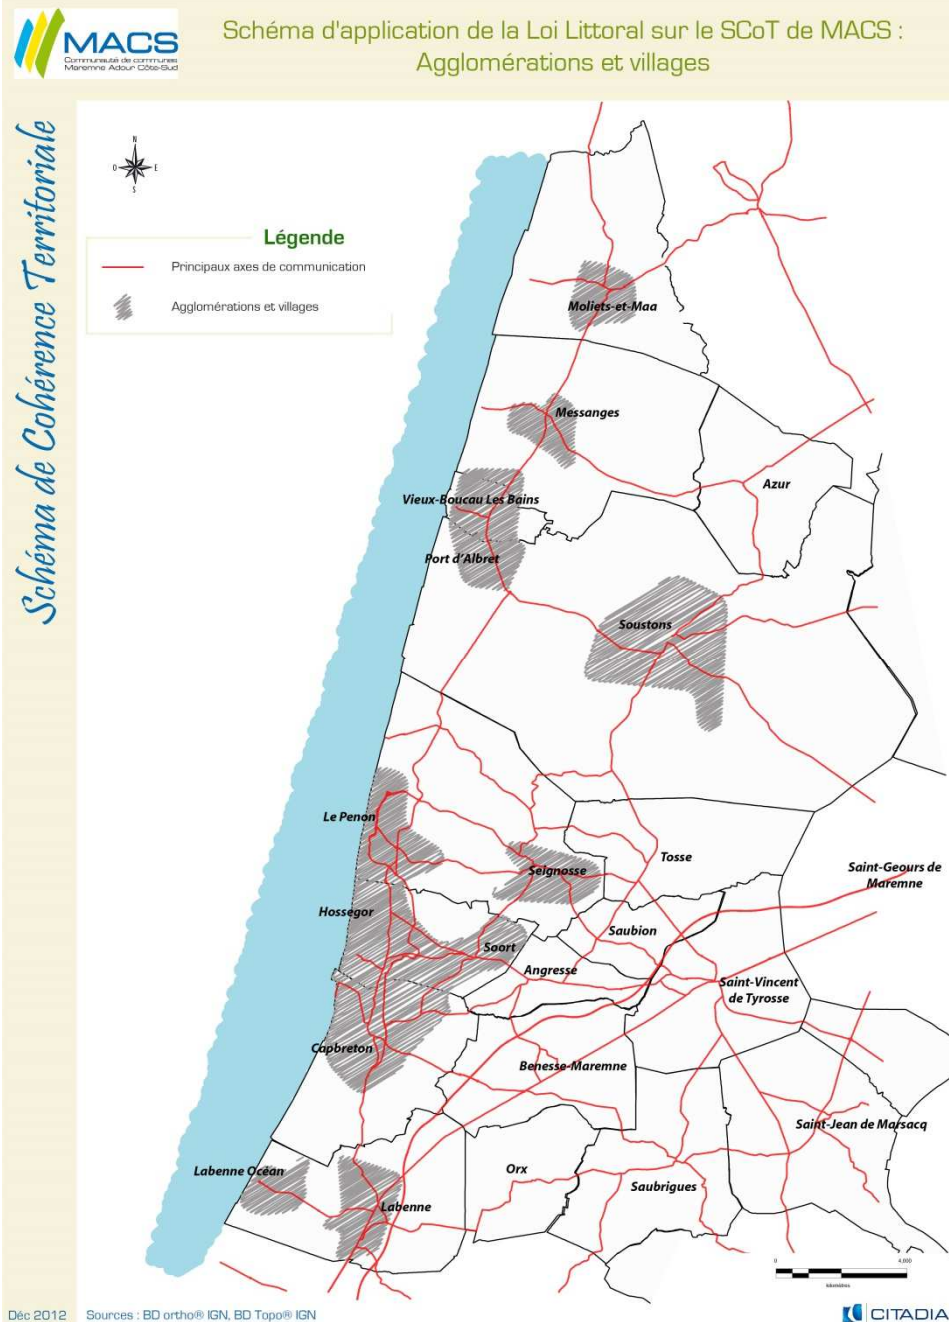 MACS
Communauté de communes
Maremne Adour Côte-Sud
Schéma d'application de la Loi Littoral sur le SCoT de MACS :
Agglomérations et villages
Schéma de Cohérence Territoriale
N
O
E
S
Légende
Principaux axes de communication
Agglomérations et villages
Moliets-et-Maa
Messanges
Azur
Vieux-Boucau Les Bains
Port d'Albret
Soustons
Le Penon
Tosse
Saint-Geours de
Maremne
Seignosse
Hossegor
Saubion
Soort
Angresse
Saint-Vincent
de Tyrosse
Capbreton
Benesse-Maremne
Saint-Jean de Marsacq
Labenne Océan
Orx
Saubrigues
Labenne
0
4,000
kilomètres
Déc 2012
Sources : BD ortho® IGN, BD Topo® IGN
CITADIA